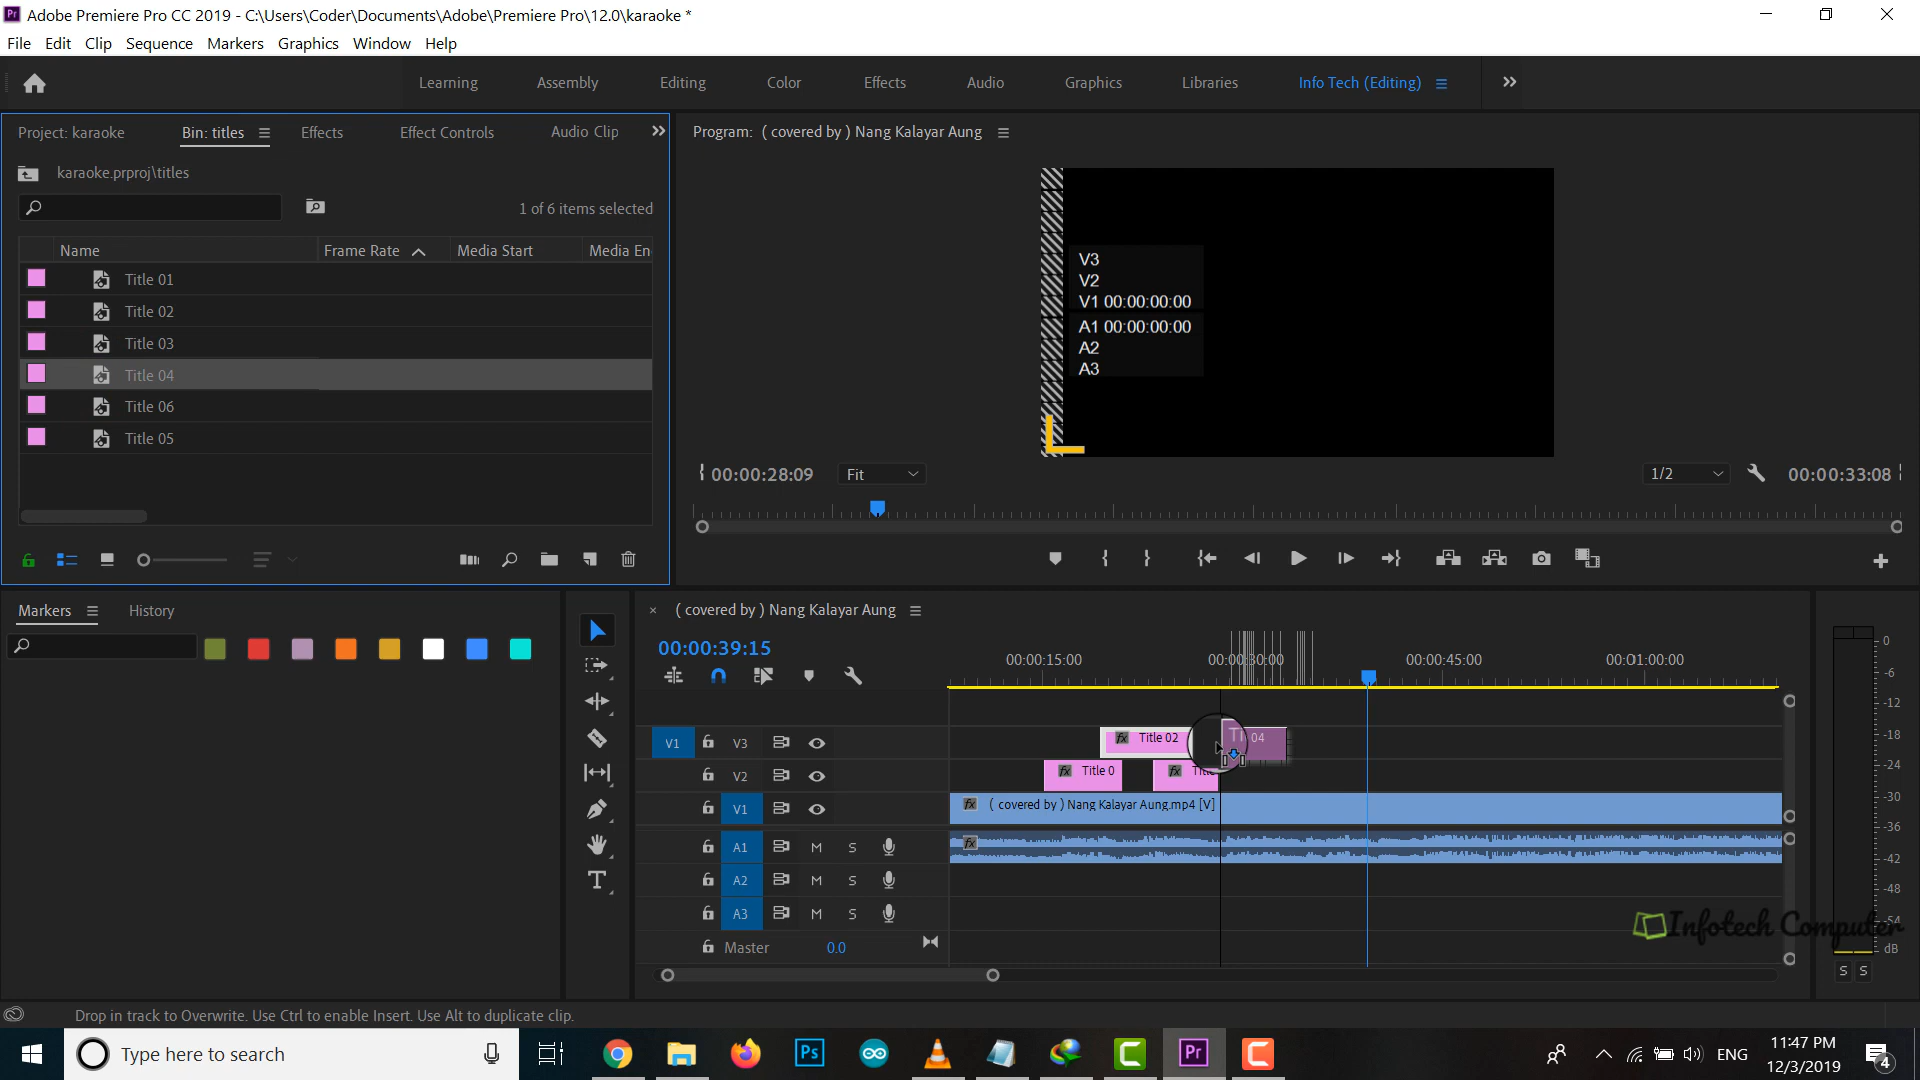 Adobe Premiere Pro CC 2019 - C:\Users\Coder\Documents\Adobe\Premiere Pro\12.0\karaoke *
File Edit Clip Sequence Markers Graphics Window Help
Learning Assembly Editing Color Effects Audio Graphics Libraries Info Tech (Editing)
Project: karaoke Bin: titles Effects Effect Controls Audio Clip
Program: ( covered by ) Nang Kalayar Aung
karaoke.prproj\titles
1 of 6 items selected
Name Frame Rate Media Start Media En
Title 01
Title 02
Title 03
Title 04
Title 06
Title 05
V3
V2
V1 00:00:00:00
A1 00:00:00:00
A2
A3
00:00:28:09 Fit 1/2 00:00:33:08
Markers History
( covered by ) Nang Kalayar Aung
00:00:39:15
00:00:15:00 00:00:30:00 00:00:45:00 00:01:00:00
V1 V3 fx Title 02 04
V2 fx Title 0 fx
V1 fx ( covered by ) Nang Kalayar Aung.mp4 [V]
A1 M S fx
A2 M S
A3 M S
Master 0.0
0
-6
-12
-18
-24
-30
-36
-42
-48
-54
dB
S S
Infotech Computer
Drop in track to Overwrite. Use Ctrl to enable Insert. Use Alt to duplicate clip.
Type here to search
Ps
Pr
ENG
11:47 PM
12/3/2019
4